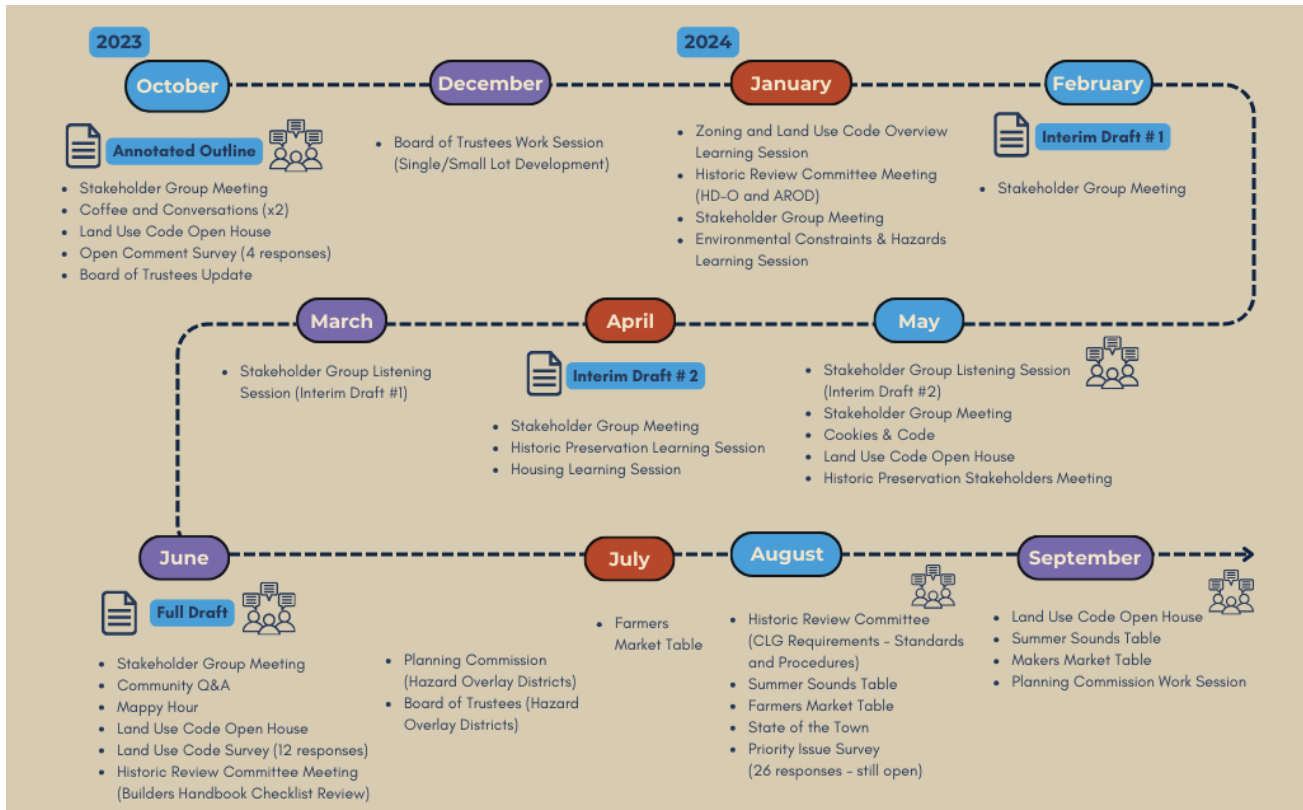 2023
October
Annotated Outline
• Stakeholder Group Meeting
• Coffee and Conversations (x2)
• Land Use Code Open House
• Open Comment Survey (4 responses)
• Board of Trustees Update
December
• Board of Trustees Work Session
(Single/Small Lot Development)
2024
January
• Zoning and Land Use Code Overview
Learning Session
• Historic Review Committee Meeting
(HD-O and AROD)
• Stakeholder Group Meeting
• Environmental Constraints & Hazards
Learning Session
February
Interim Draft # 1
• Stakeholder Group Meeting
March
• Stakeholder Group Listening
Session (Interim Draft #1)
April
Interim Draft # 2
• Stakeholder Group Meeting
• Historic Preservation Learning Session
• Housing Learning Session
May
• Stakeholder Group Listening Session
(Interim Draft #2)
• Stakeholder Group Meeting
• Cookies & Code
• Land Use Code Open House
• Historic Preservation Stakeholders Meeting
June
Full Draft
• Stakeholder Group Meeting
• Community Q&A
• Mappy Hour
• Land Use Code Open House
• Land Use Code Survey (12 responses)
• Historic Review Committee Meeting
(Builders Handbook Checklist Review)
• Planning Commission
(Hazard Overlay Districts)
• Board of Trustees (Hazard
Overlay Districts)
July
• Farmers
Market Table
August
• Historic Review Committee
(CLG Requirements - Standards
and Procedures)
• Summer Sounds Table
• Farmers Market Table
• State of the Town
• Priority Issue Survey
(26 responses - still open)
September
• Land Use Code Open House
• Summer Sounds Table
• Makers Market Table
• Planning Commission Work Session